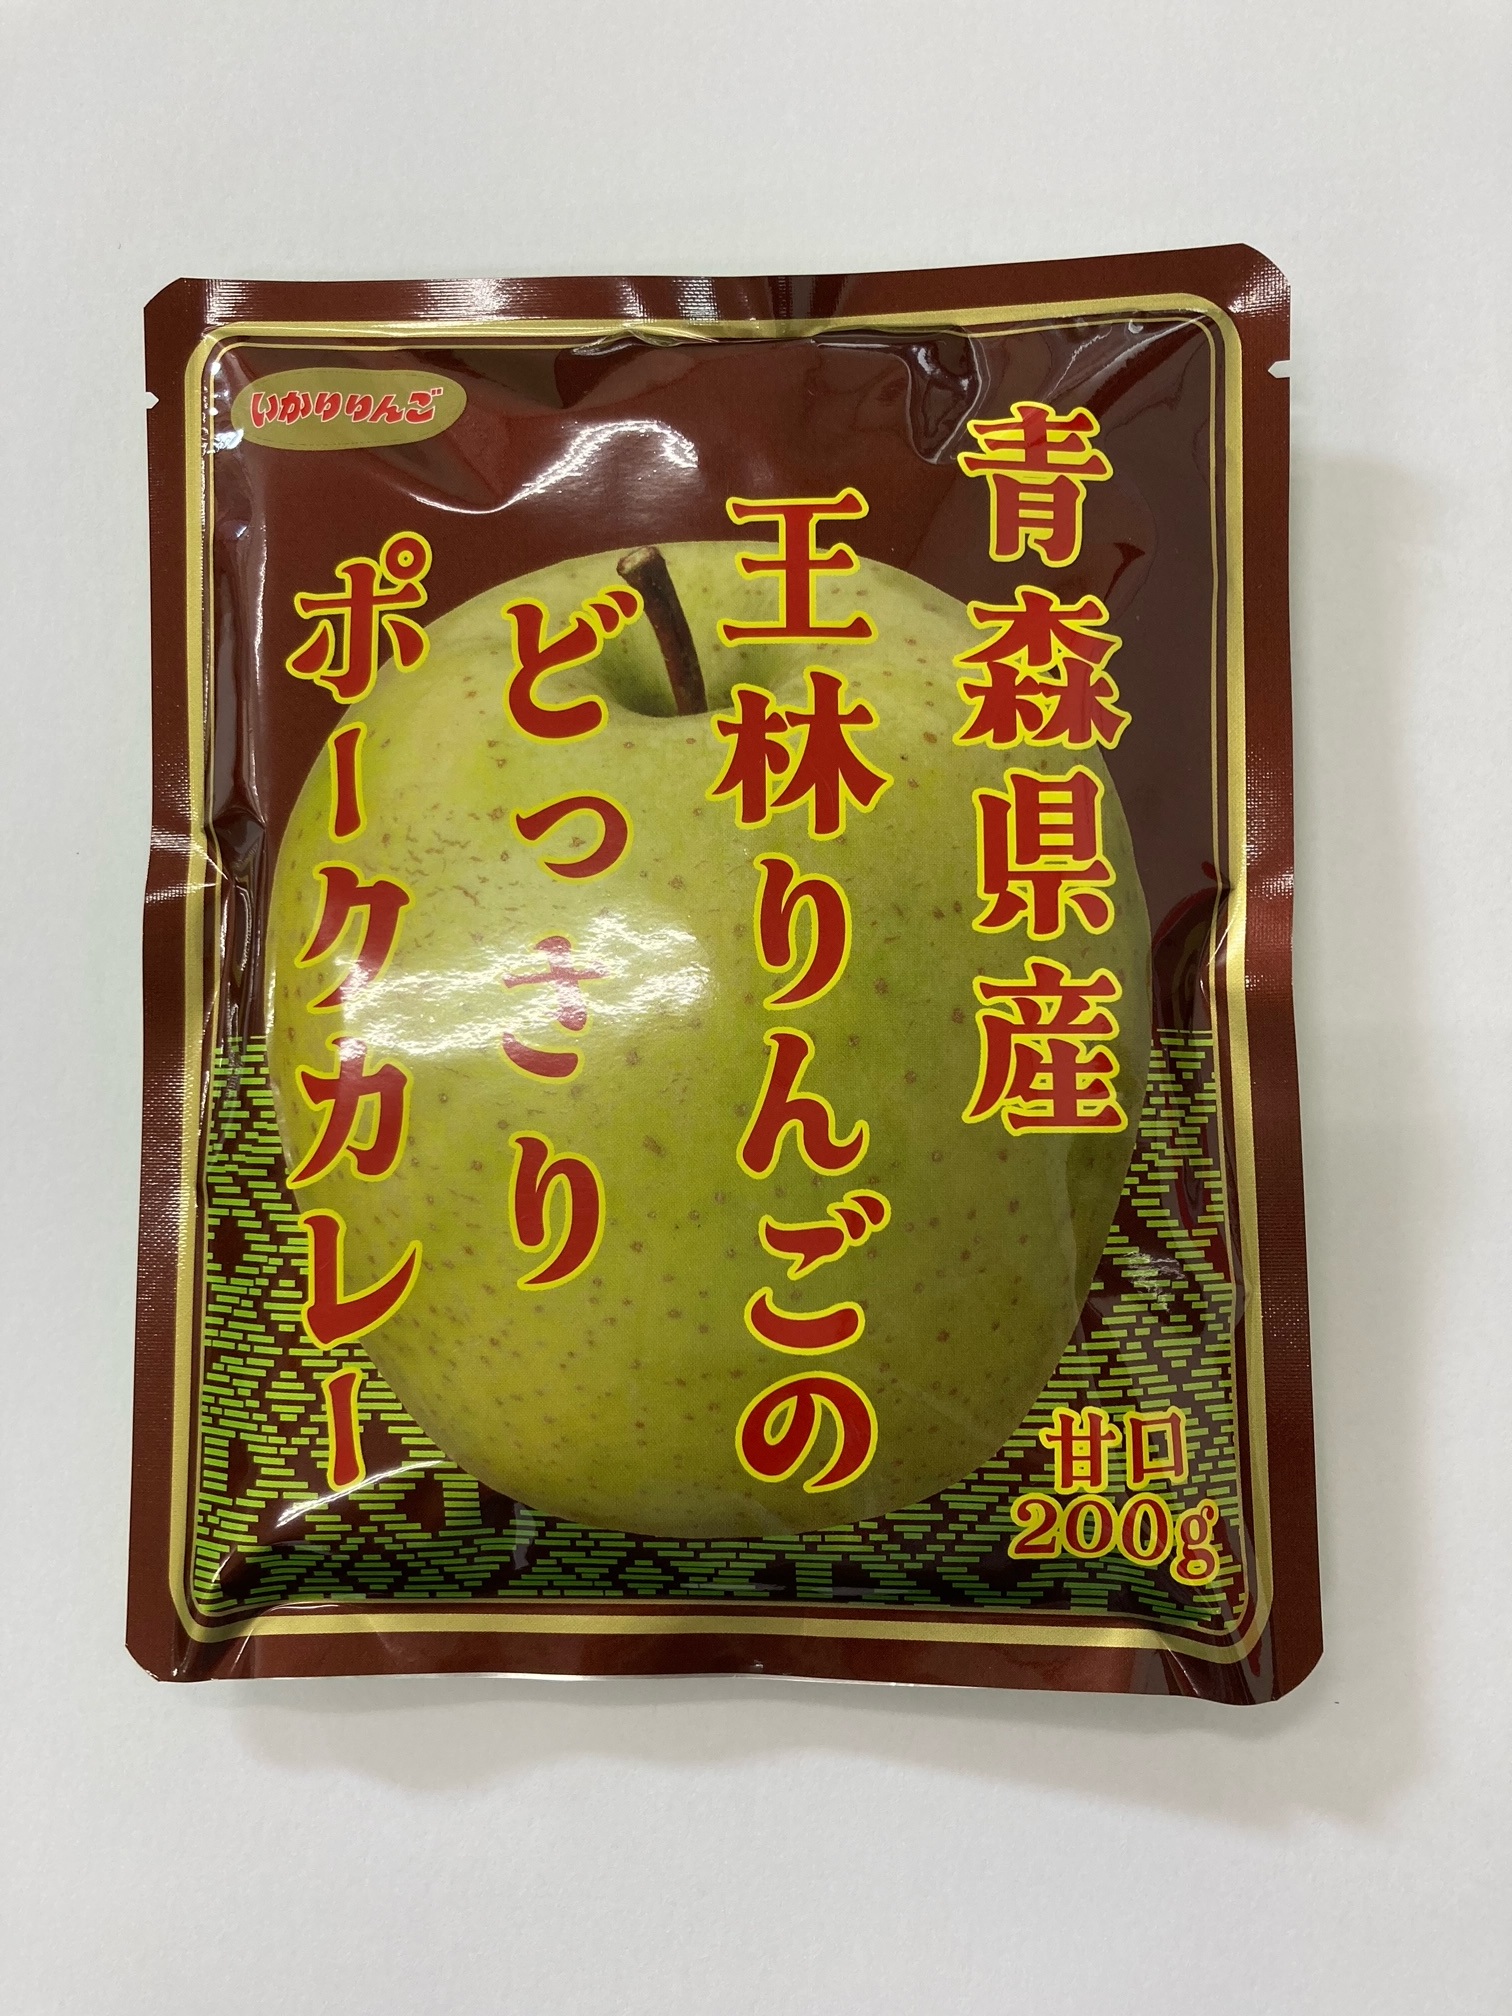 いかりりんご
青森県産
王林りんごの
どっさり
ポークカレー
甘口
200g